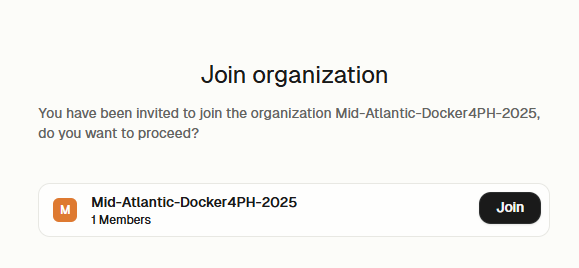 Join organization
You have been invited to join the organization Mid-Atlantic-Docker4PH-2025,
do you want to proceed?
M
Mid-Atlantic-Docker4PH-2025
1 Members
Join